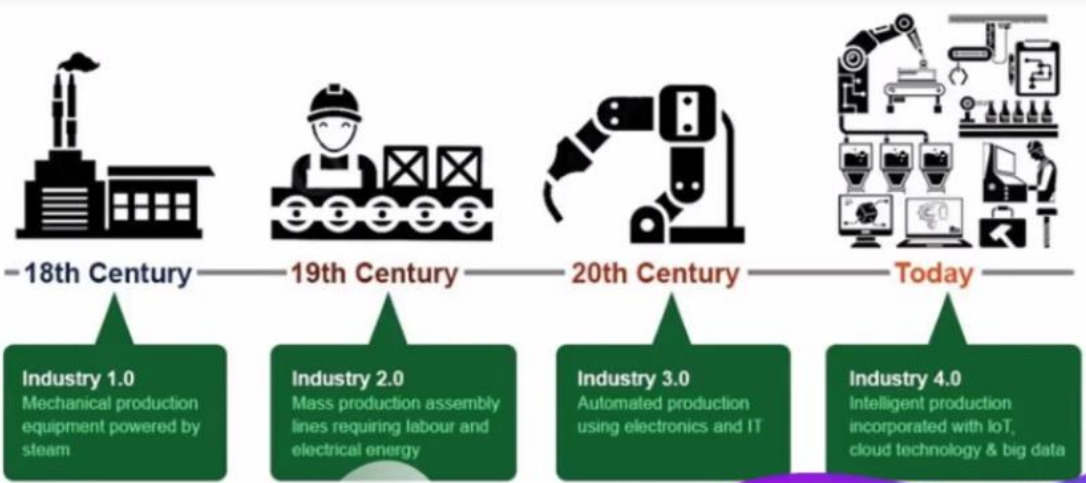 18th Century
19th Century
20th Century
Today
Industry 1.0
Mechanical production
equipment powered by
steam
Industry 2.0
Mass production assembly
lines requiring labour and
electrical energy
Industry 3.0
Automated production
using electronics and IT
Industry 4.0
Intelligent production
incorporated with IoT,
cloud technology & big data